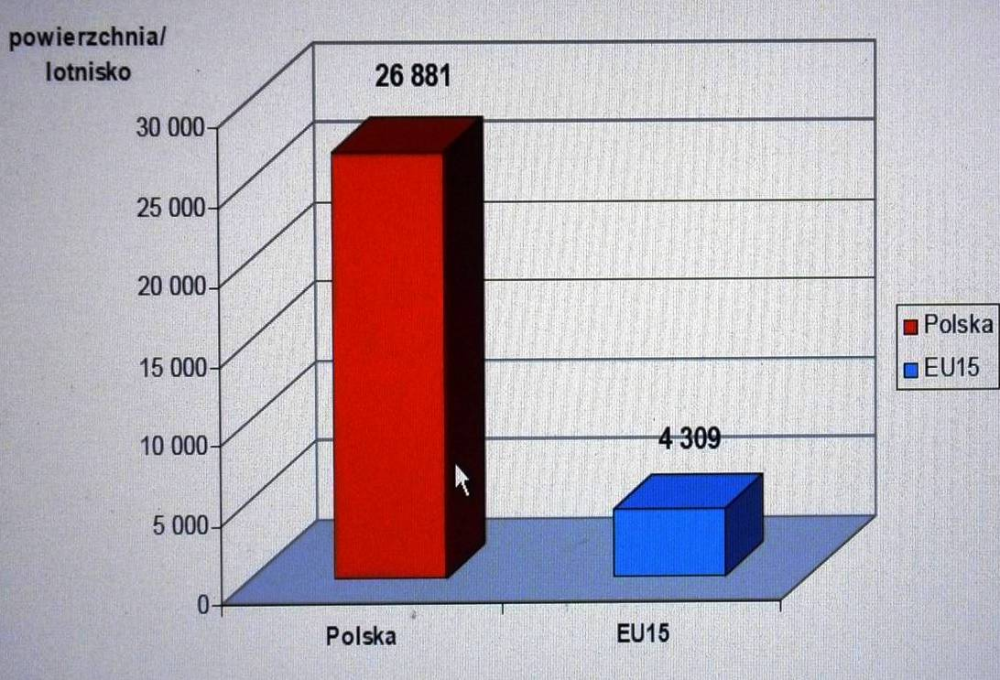 powierzchnia/
lotnisko
26 881
30 000
25 000
20 000
15 000
10 000
5 000
0
4 309
Polska
EU15
Polska
EU15